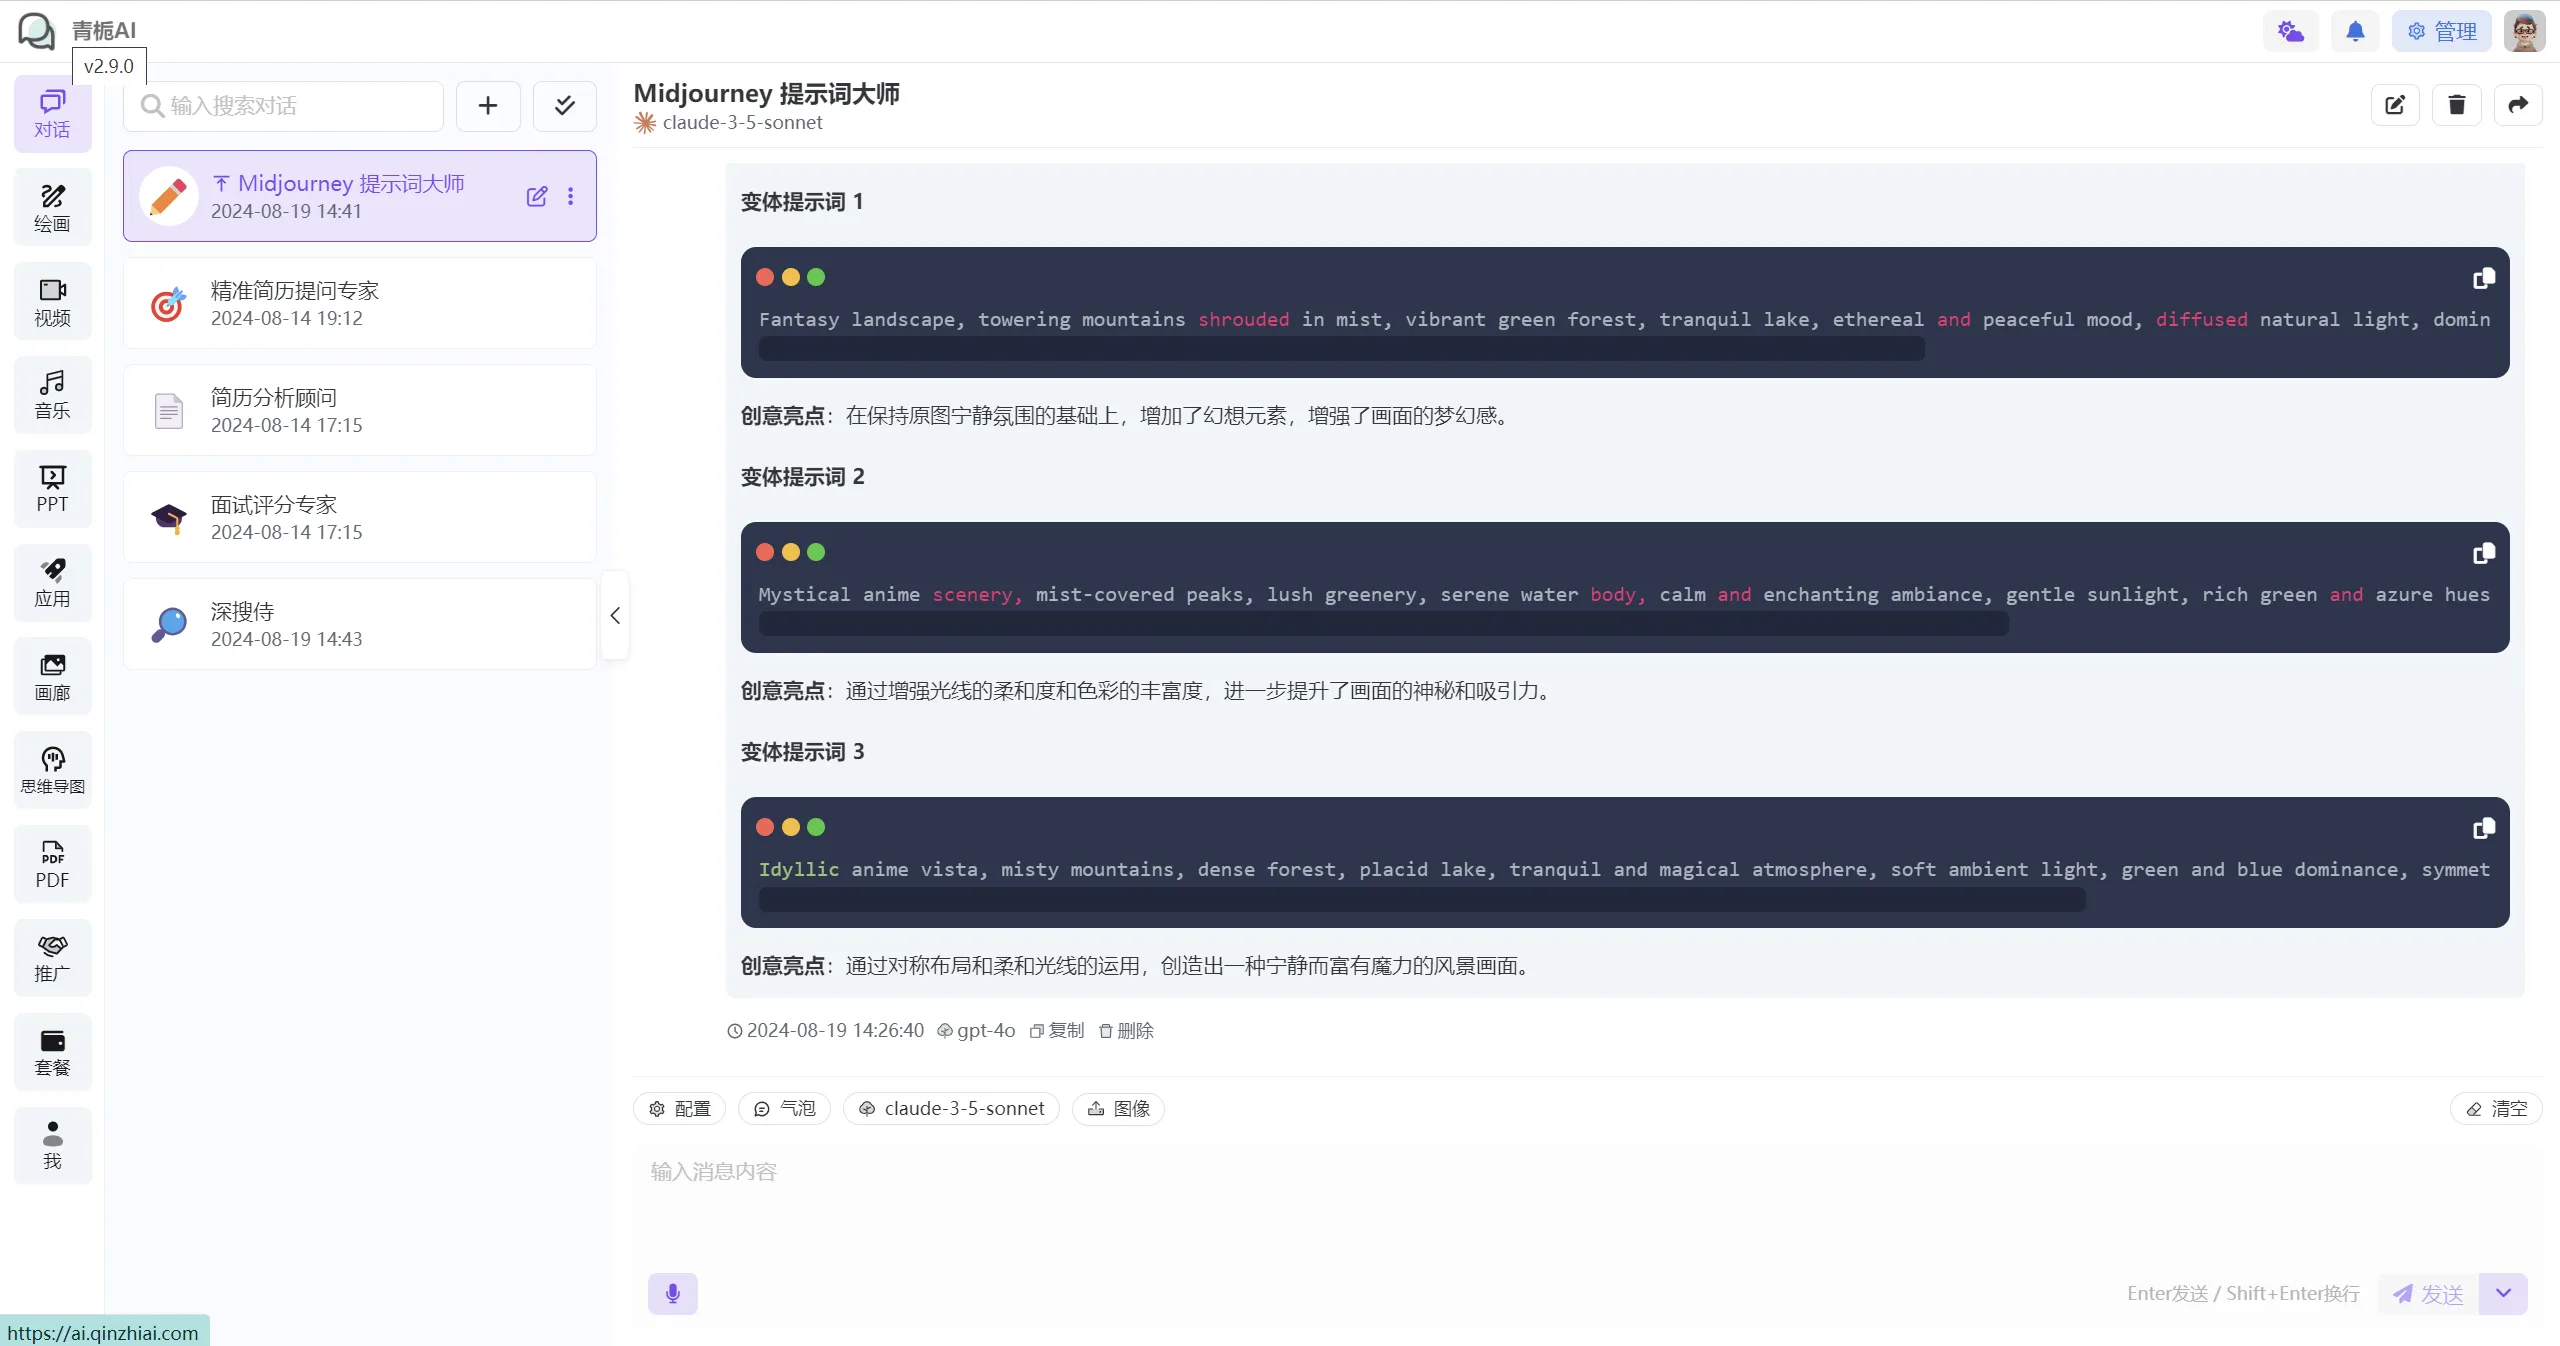 青栀AI
v2.9.0
管理
对话
绘画
视频
音乐
PPT
应用
画廊
思维导图
PDF
PDF
推广
套餐
我
输入搜索对话
Midjourney 提示词大师
2024-08-19 14:41
精准简历提问专家
2024-08-14 19:12
简历分析顾问
2024-08-14 17:15
面试评分专家
2024-08-14 17:15
深搜侍
2024-08-19 14:43
Midjourney 提示词大师
claude-3-5-sonnet
变体提示词 1
Fantasy landscape, towering mountains shrouded in mist, vibrant green forest, tranquil lake, ethereal and peaceful mood, diffused natural light, domin
创意亮点：在保持原图宁静氛围的基础上，增加了幻想元素，增强了画面的梦幻感。
变体提示词 2
Mystical anime scenery, mist-covered peaks, lush greenery, serene water body, calm and enchanting ambiance, gentle sunlight, rich green and azure hues
创意亮点：通过增强光线的柔和度和色彩的丰富度，进一步提升了画面的神秘和吸引力。
变体提示词 3
Idyllic anime vista, misty mountains, dense forest, placid lake, tranquil and magical atmosphere, soft ambient light, green and blue dominance, symmet
创意亮点：通过对称布局和柔和光线的运用，创造出一种宁静而富有魔力的风景画面。
2024-08-19 14:26:40 gpt-4o 复制 删除
配置 气泡 claude-3-5-sonnet 图像 清空
输入消息内容
Enter发送 / Shift+Enter换行 发送
https://ai.qinzhiai.com